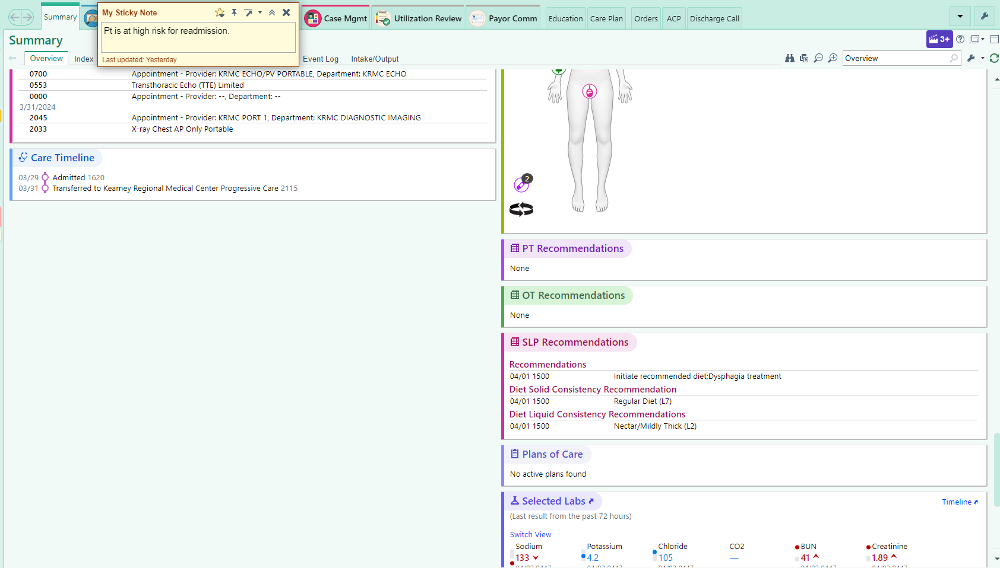 Summary
My Sticky Note
Pt is at high risk for readmission.
Last updated: Yesterday
Case Mgmt
Utilization Review
Payor Comm
Education
Care Plan
Orders
ACP
Discharge Call
Summary
3+
Overview
Index
Event Log
Intake/Output
Overview
0700 Appointment - Provider: KRMC ECHO/PV PORTABLE, Department: KRMC ECHO
0553 Transthoracic Echo (TTE) Limited
0000 Appointment - Provider: --, Department: --
3/31/2024
2045 Appointment - Provider: KRMC PORT 1, Department: KRMC DIAGNOSTIC IMAGING
2033 X-ray Chest AP Only Portable
Care Timeline
03/29 Admitted 1620
03/31 Transferred to Kearney Regional Medical Center Progressive Care 2115
2
PT Recommendations
None
OT Recommendations
None
SLP Recommendations
Recommendations
04/01 1500 Initiate recommended diet;Dysphagia treatment
Diet Solid Consistency Recommendation
04/01 1500 Regular Diet (L7)
Diet Liquid Consistency Recommendations
04/01 1500 Nectar/Mildly Thick (L2)
Plans of Care
No active plans found
Selected Labs
Timeline
(Last result from the past 72 hours)
Switch View
Sodium Potassium Chloride CO2 BUN Creatinine
133 4.2 105 — 41 1.89